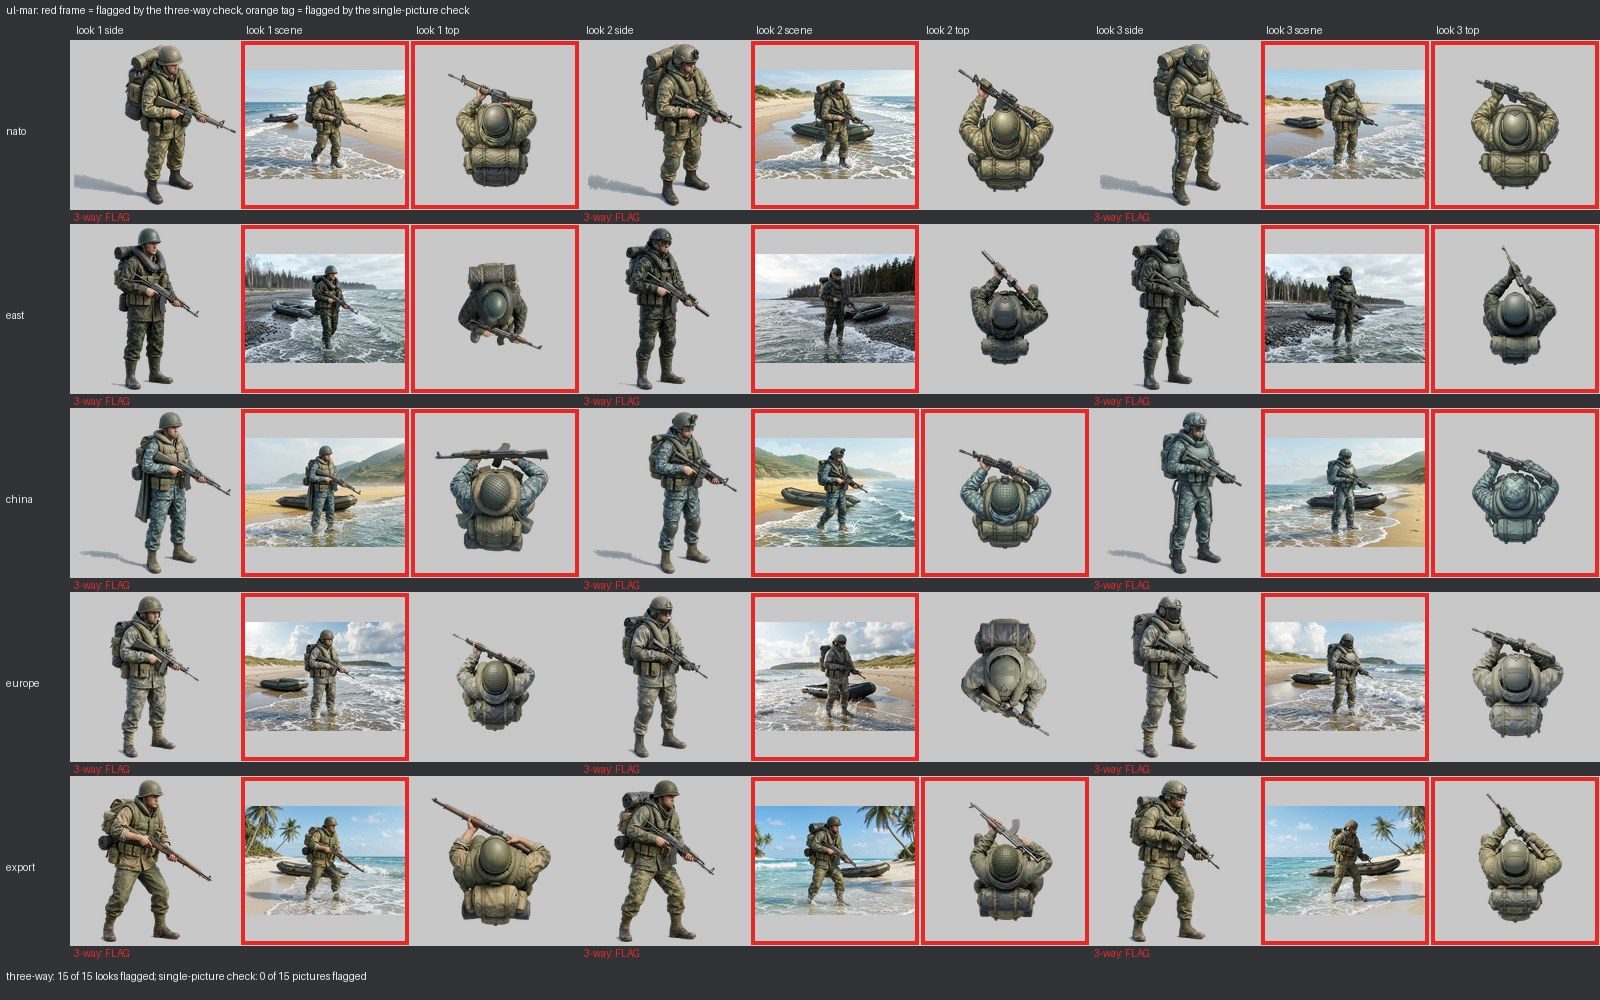 ul-mar: red frame = flagged by the three-way check, orange tag = flagged by the single-picture check
look 1 side look 1 scene look 1 top look 2 side look 2 scene look 2 top look 3 side look 3 scene look 3 top
nato
3-way: FLAG 3-way: FLAG 3-way: FLAG
east
3-way: FLAG 3-way: FLAG 3-way: FLAG
china
3-way: FLAG 3-way: FLAG 3-way: FLAG
europe
3-way: FLAG 3-way: FLAG 3-way: FLAG
export
3-way: FLAG 3-way: FLAG 3-way: FLAG
three-way: 15 of 15 looks flagged; single-picture check: 0 of 15 pictures flagged